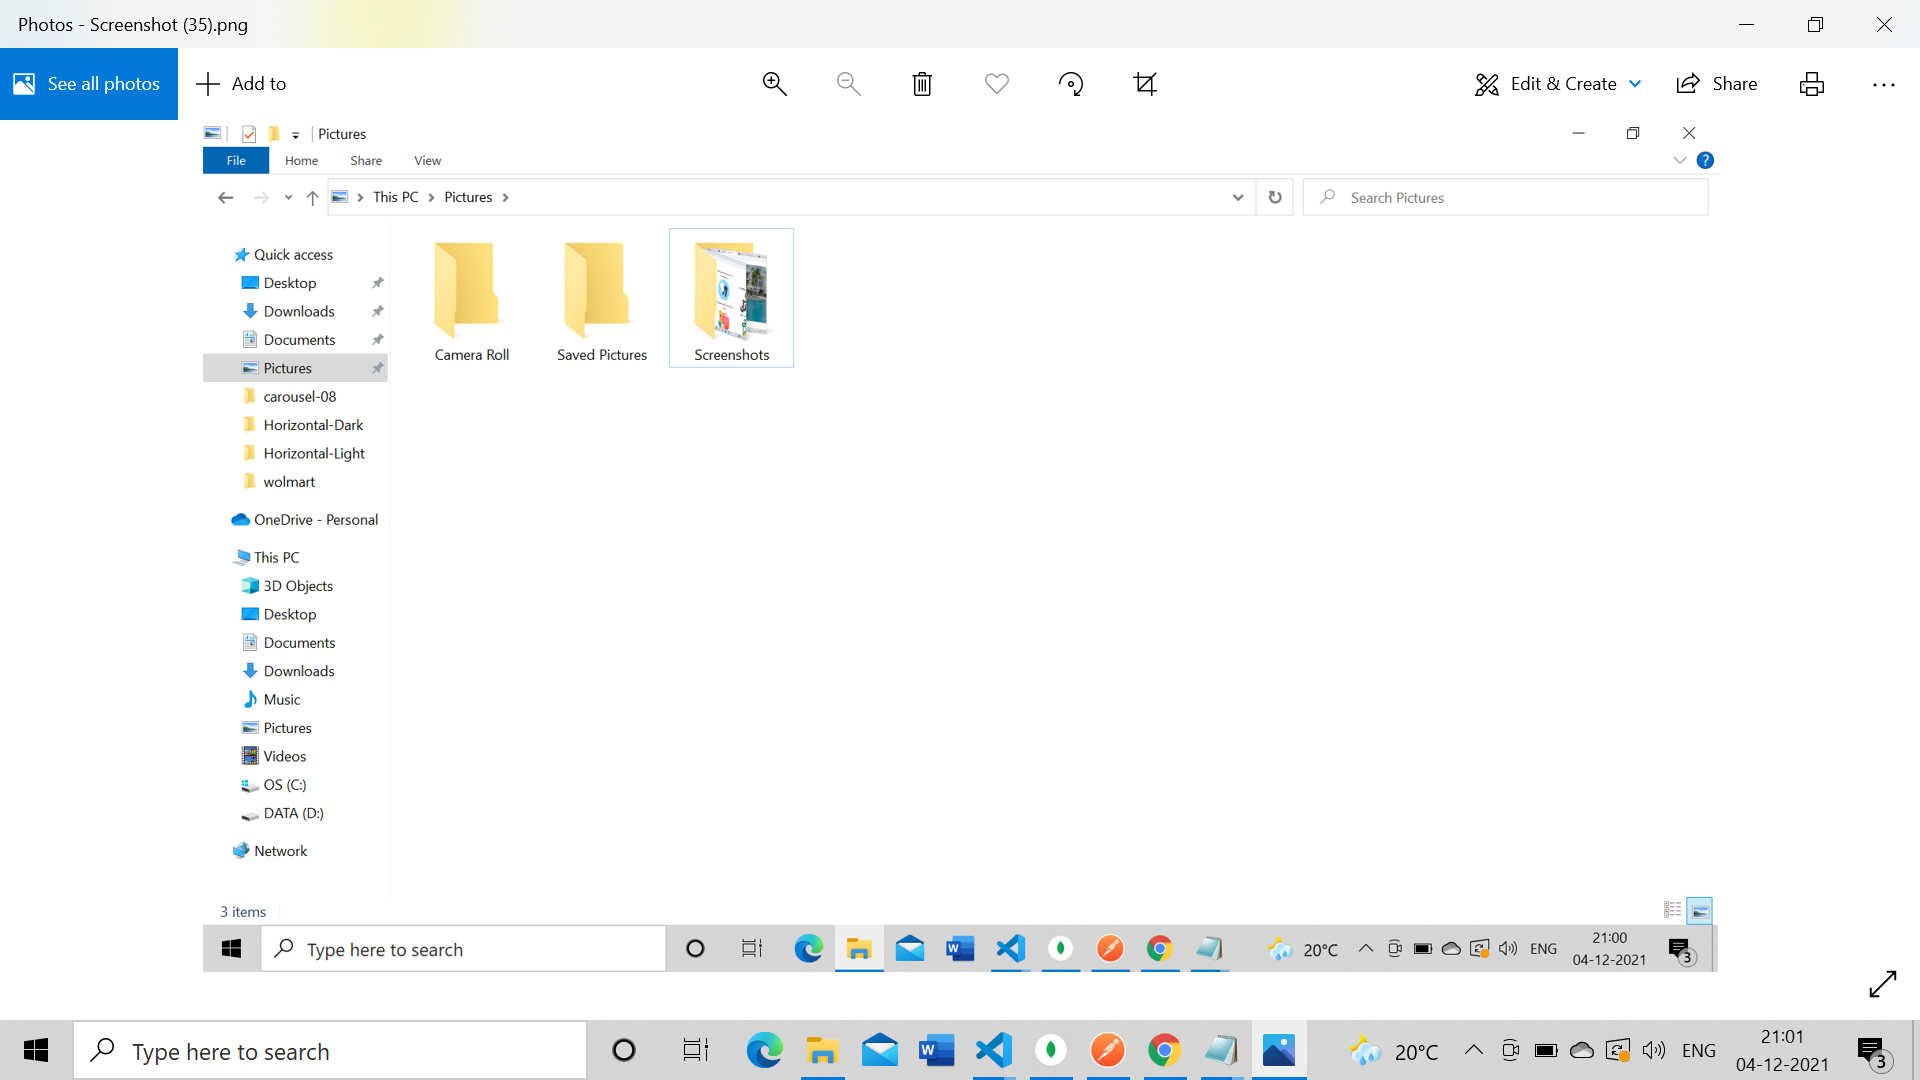 Photos - Screenshot (35).png
See all photos
Add to
Edit & Create
Share
Pictures
File Home Share View
This PC Pictures
Search Pictures
Quick access
Desktop
Downloads
Documents
Pictures
carousel-08
Horizontal-Dark
Horizontal-Light
wolmart
OneDrive - Personal
This PC
3D Objects
Desktop
Documents
Downloads
Music
Pictures
Videos
OS (C:)
DATA (D:)
Network
Camera Roll
Saved Pictures
Screenshots
3 items
Type here to search
20°C
ENG
21:00
04-12-2021
3
Type here to search
20°C
ENG
21:01
04-12-2021
3